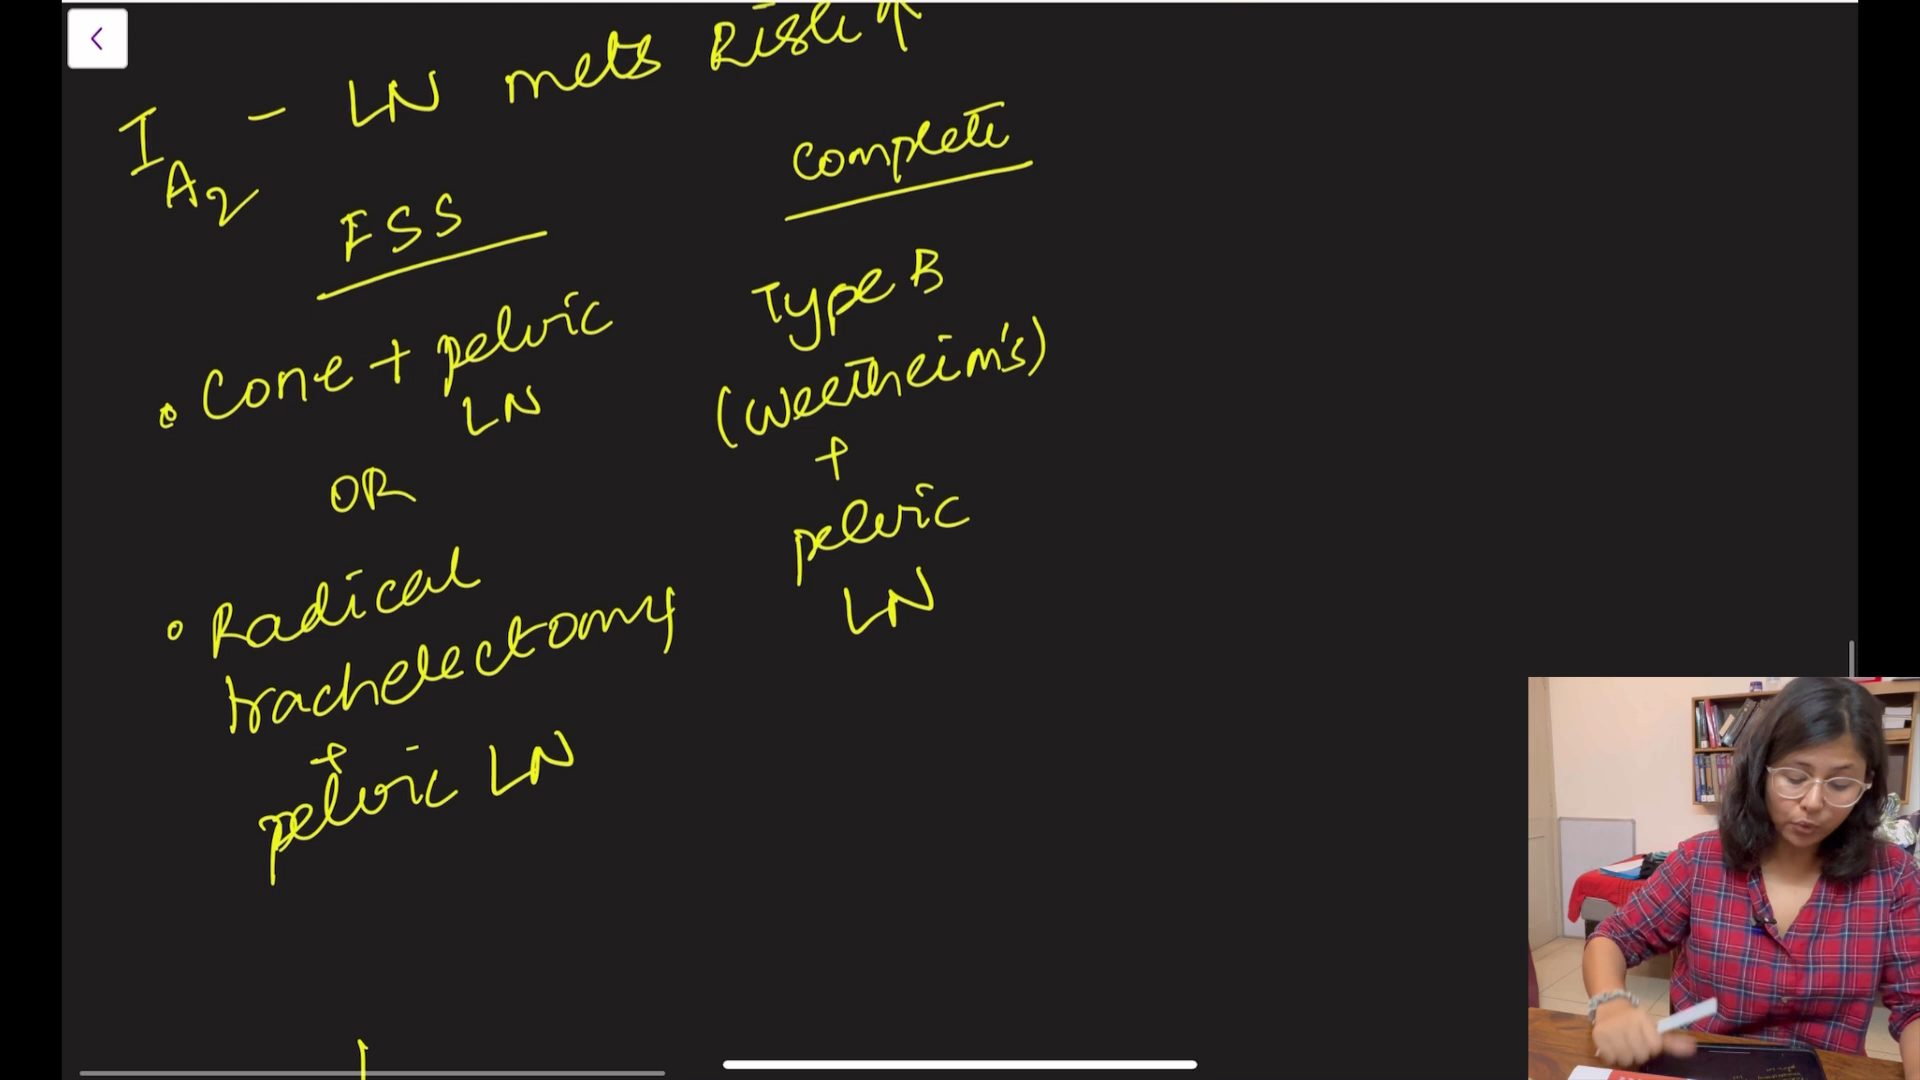 IA2 - LN mets Risk ↑
FSS
Complete
• Cone + pelvic
LN
OR
• Radical
trachelectomy
+
pelvic LN
Type B
(Wertheim's)
+
pelvic
LN